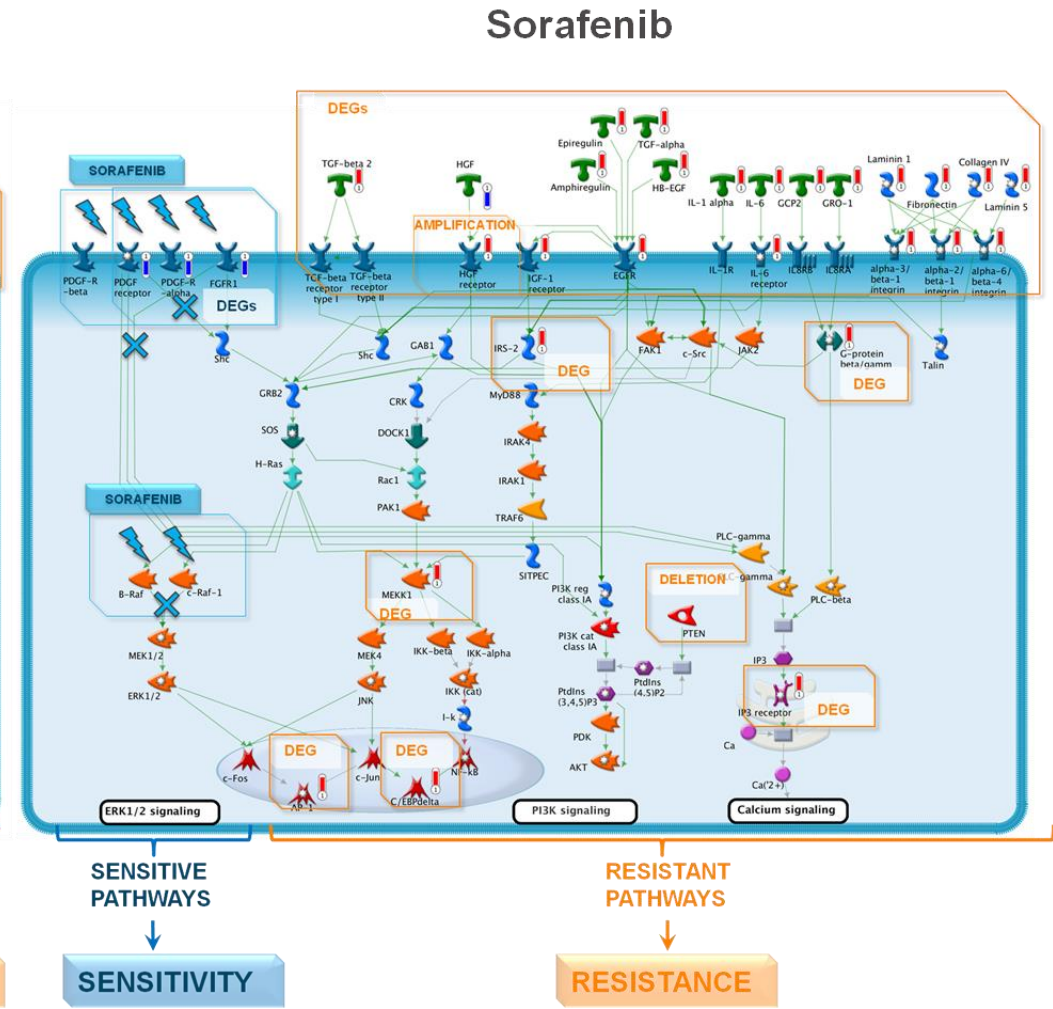 Sorafenib
DEGs
SORAFENIB
Epiregulin
TGF-alpha
Amphiregulin
HB-EGF
TGF-beta 2
HGF
IL-1 alpha
IL-6
GCP2
GRO-1
Laminin 1
Collagen IV
Fibronectin
Laminin 5
AMPLIFICATION
PDGF-R
-beta
PDGF
receptor
PDGF-R
-alpha
FGFR1
DEGs
TGF-beta
receptor
type I
TGF-beta
receptor
type II
HGF
receptor
IGF-1
receptor
EGFR
IL-1R
IL-6
receptor
IL8RB
IL8RA
alpha-3/
beta-1
integrin
alpha-2/
beta-1
integrin
alpha-6/
beta-4
integrin
Shc
Shc
GAB1
IRS-2
DEG
FAK1
c-Src
JAK2
G-protein
beta/gamm
DEG
Talin
GRB2
CRK
MyD88
SOS
DOCK1
IRAK4
H-Ras
Rac1
IRAK1
PAK1
TRAF6
SORAFENIB
B-Raf
c-Raf-1
MEKK1
DEG
SITPEC
PI3K reg
class IA
PI3K cat
class IA
DELETION
PTEN
PLC-gamma
PLC-gamma
PLC-beta
MEK1/2
MEK4
IKK-beta
IKK-alpha
ERK1/2
JNK
IKK (cat)
I-k
PtdIns
(3,4,5)P3
PtdIns
(4,5)P2
PDK
AKT
IP3
IP3 receptor
DEG
Ca
Ca('2+)
DEG
DEG
c-Fos
AP-1
c-Jun
C/EBPdelta
NF-kB
ERK1/2 signaling
PI3K signaling
Calcium signaling
SENSITIVE
PATHWAYS
RESISTANT
PATHWAYS
SENSITIVITY
RESISTANCE